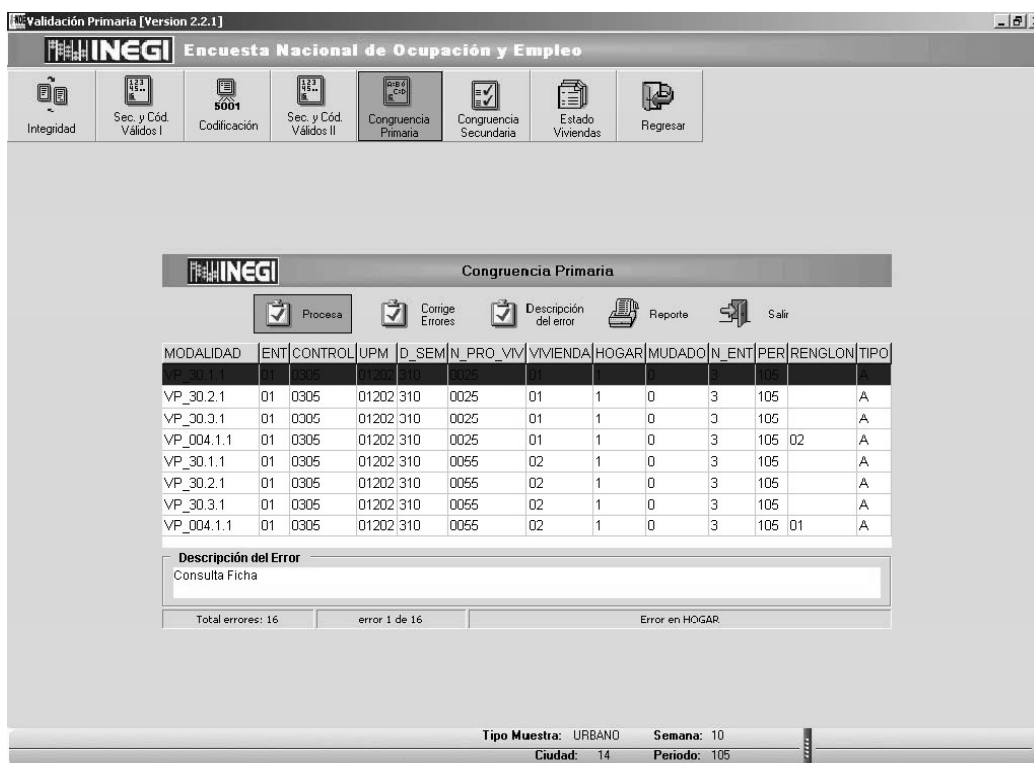 Validación Primaria [Version 2.2.1]
INEGI Encuesta Nacional de Ocupación y Empleo
5001
Integridad Sec. y Cód. Válidos I Codificación Sec. y Cód. Válidos II Congruencia Primaria Congruencia Secundaria Estado Viviendas Regresar
INEGI Congruencia Primaria
Procesa Corrige Errores Descripción del error Reporte Salir
MODALIDAD ENT CONTROL UPM D_SEM N_PRO_VIV VIVIENDA HOGAR MUDADO N_ENT PER RENGLON TIPO
VP_30.1.1 01 0305 01202 310 0025 01 1 0 3 105 A
VP_30.2.1 01 0305 01202 310 0025 01 1 0 3 105 A
VP_30.3.1 01 0305 01202 310 0025 01 1 0 3 105 A
VP_004.1.1 01 0305 01202 310 0025 01 1 0 3 105 02 A
VP_30.1.1 01 0305 01202 310 0055 02 1 0 3 105 A
VP_30.2.1 01 0305 01202 310 0055 02 1 0 3 105 A
VP_30.3.1 01 0305 01202 310 0055 02 1 0 3 105 A
VP_004.1.1 01 0305 01202 310 0055 02 1 0 3 105 01 A
Descripción del Error
Consulta Ficha
Total errores: 16 error 1 de 16 Error en HOGAR
Tipo Muestra: URBANO Semana: 10
Ciudad: 14 Periodo: 105